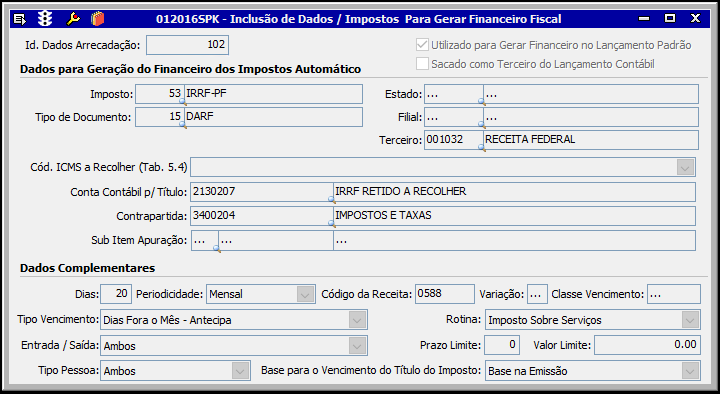 012016SPK - Inclusão de Dados / Impostos Para Gerar Financeiro Fiscal
Id. Dados Arrecadação: 102 Utilizado para Gerar Financeiro no Lançamento Padrão
Sacado como Terceiro do Lançamento Contábil
Dados para Geração do Financeiro dos Impostos Automático
Imposto: 53 IRRF-PF Estado: ... ...
Tipo de Documento: 15 DARF Filial: ... ...
Terceiro: 001032 RECEITA FEDERAL
Cód. ICMS a Recolher (Tab. 5.4)
Conta Contábil p/ Título: 2130207 IRRF RETIDO A RECOLHER
Contrapartida: 3400204 IMPOSTOS E TAXAS
Sub Item Apuração: ... ... ...
Dados Complementares
Dias: 20 Periodicidade: Mensal Código da Receita: 0588 Variação: ... Classe Vencimento: ...
Tipo Vencimento: Dias Fora o Mês - Antecipa Rotina: Imposto Sobre Serviços
Entrada / Saída: Ambos Prazo Limite: 0 Valor Limite: 0.00
Tipo Pessoa: Ambos Base para o Vencimento do Título do Imposto: Base na Emissão